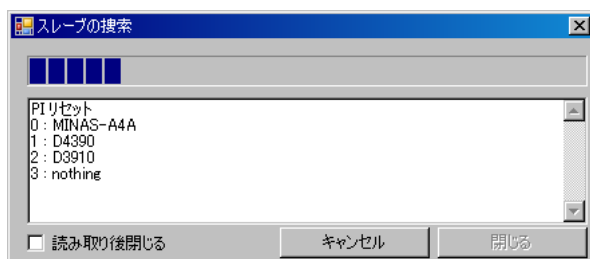 スレーブの捜索
PIリセット
0 : MINAS-A4A
1 : D4390
2 : D3910
3 : nothing
読み取り後閉じる
キャンセル
閉じる